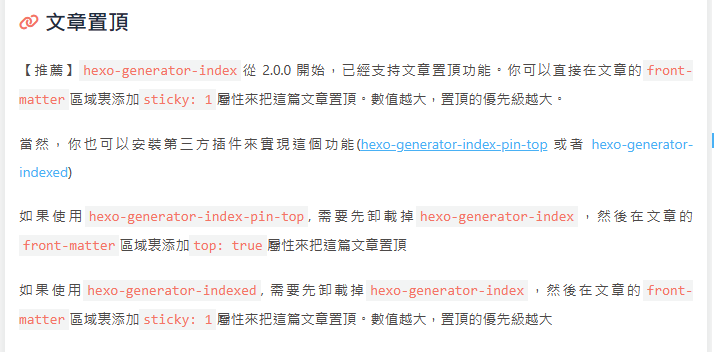 文章置頂
【推薦】hexo-generator-index 從 2.0.0 開始，已經支持文章置頂功能。你可以直接在文章的 front-
matter 區域裏添加 sticky: 1 屬性來把這篇文章置頂。數值越大，置頂的優先級越大。
當然，你也可以安裝第三方插件來實現這個功能(hexo-generator-index-pin-top 或者 hexo-generator-
indexed)
如果使用 hexo-generator-index-pin-top, 需要先卸載掉 hexo-generator-index ，然後在文章的
front-matter 區域裏添加 top: true 屬性來把這篇文章置頂
如果使用 hexo-generator-indexed, 需要先卸載掉 hexo-generator-index ，然後在文章的 front-
matter 區域裏添加 sticky: 1 屬性來把這篇文章置頂。數值越大，置頂的優先級越大